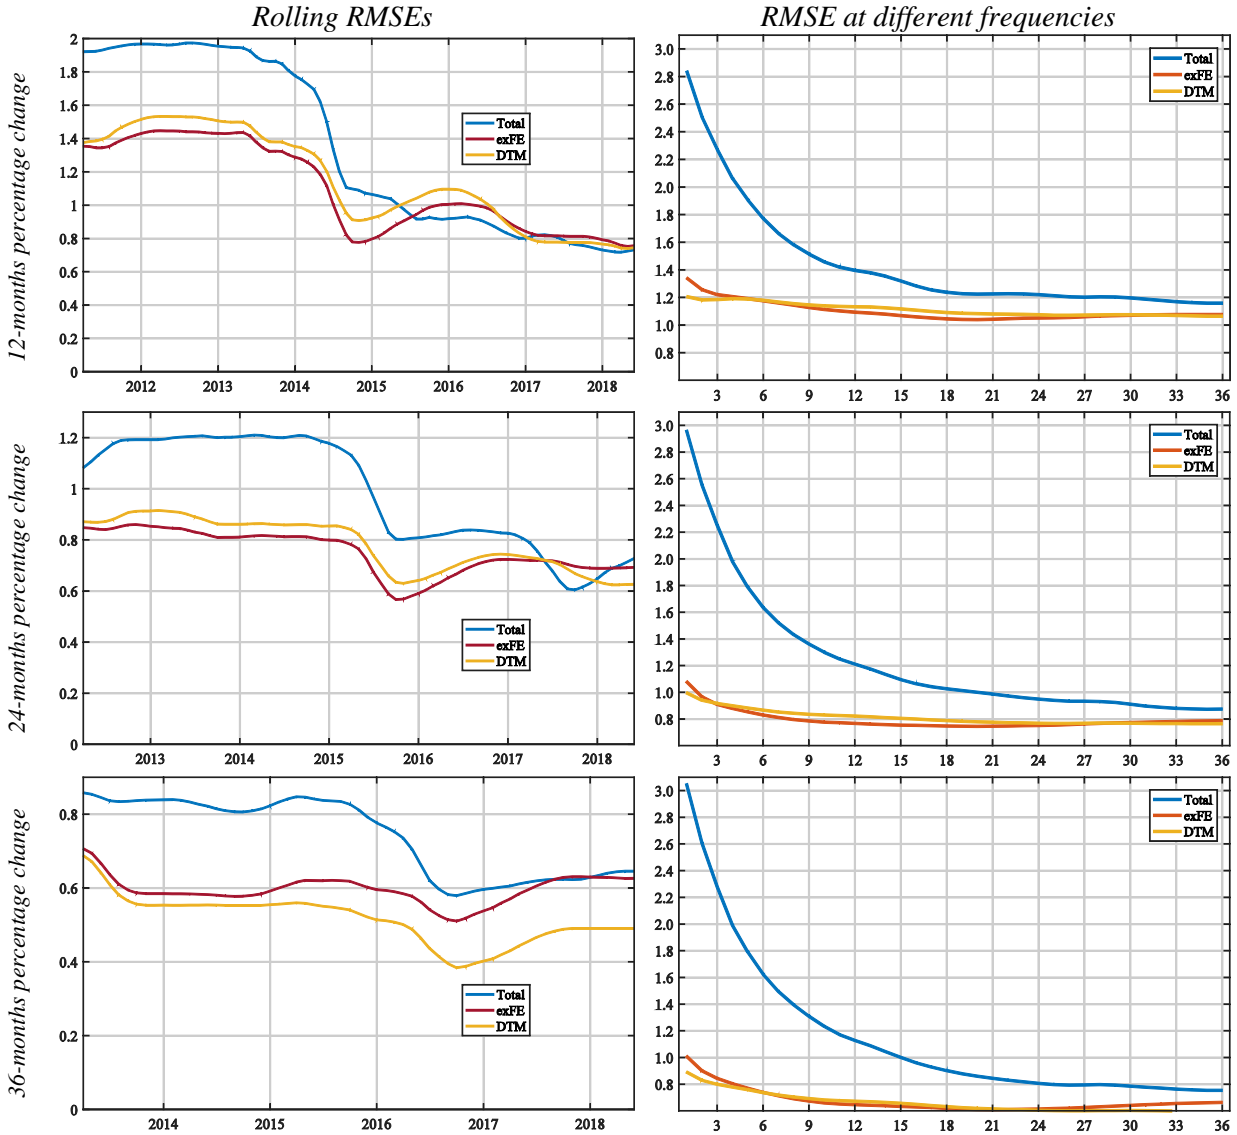 Rolling RMSEs
RMSE at different frequencies
12-months percentage change
2
1.8
1.6
1.4
1.2
1
0.8
0.6
0.4
0.2
0
2012 2013 2014 2015 2016 2017 2018
Total
exFE
DTM
3.0
2.8
2.6
2.4
2.2
2.0
1.8
1.6
1.4
1.2
1.0
0.8
3 6 9 12 15 18 21 24 27 30 33 36
Total
exFE
DTM
24-months percentage change
1.2
1
0.8
0.6
0.4
0.2
0
2013 2014 2015 2016 2017 2018
Total
exFE
DTM
3.0
2.8
2.6
2.4
2.2
2.0
1.8
1.6
1.4
1.2
1.0
0.8
3 6 9 12 15 18 21 24 27 30 33 36
Total
exFE
DTM
36-months percentage change
0.8
0.6
0.4
0.2
0
2014 2015 2016 2017 2018
Total
exFE
DTM
3.0
2.8
2.6
2.4
2.2
2.0
1.8
1.6
1.4
1.2
1.0
0.8
3 6 9 12 15 18 21 24 27 30 33 36
Total
exFE
DTM